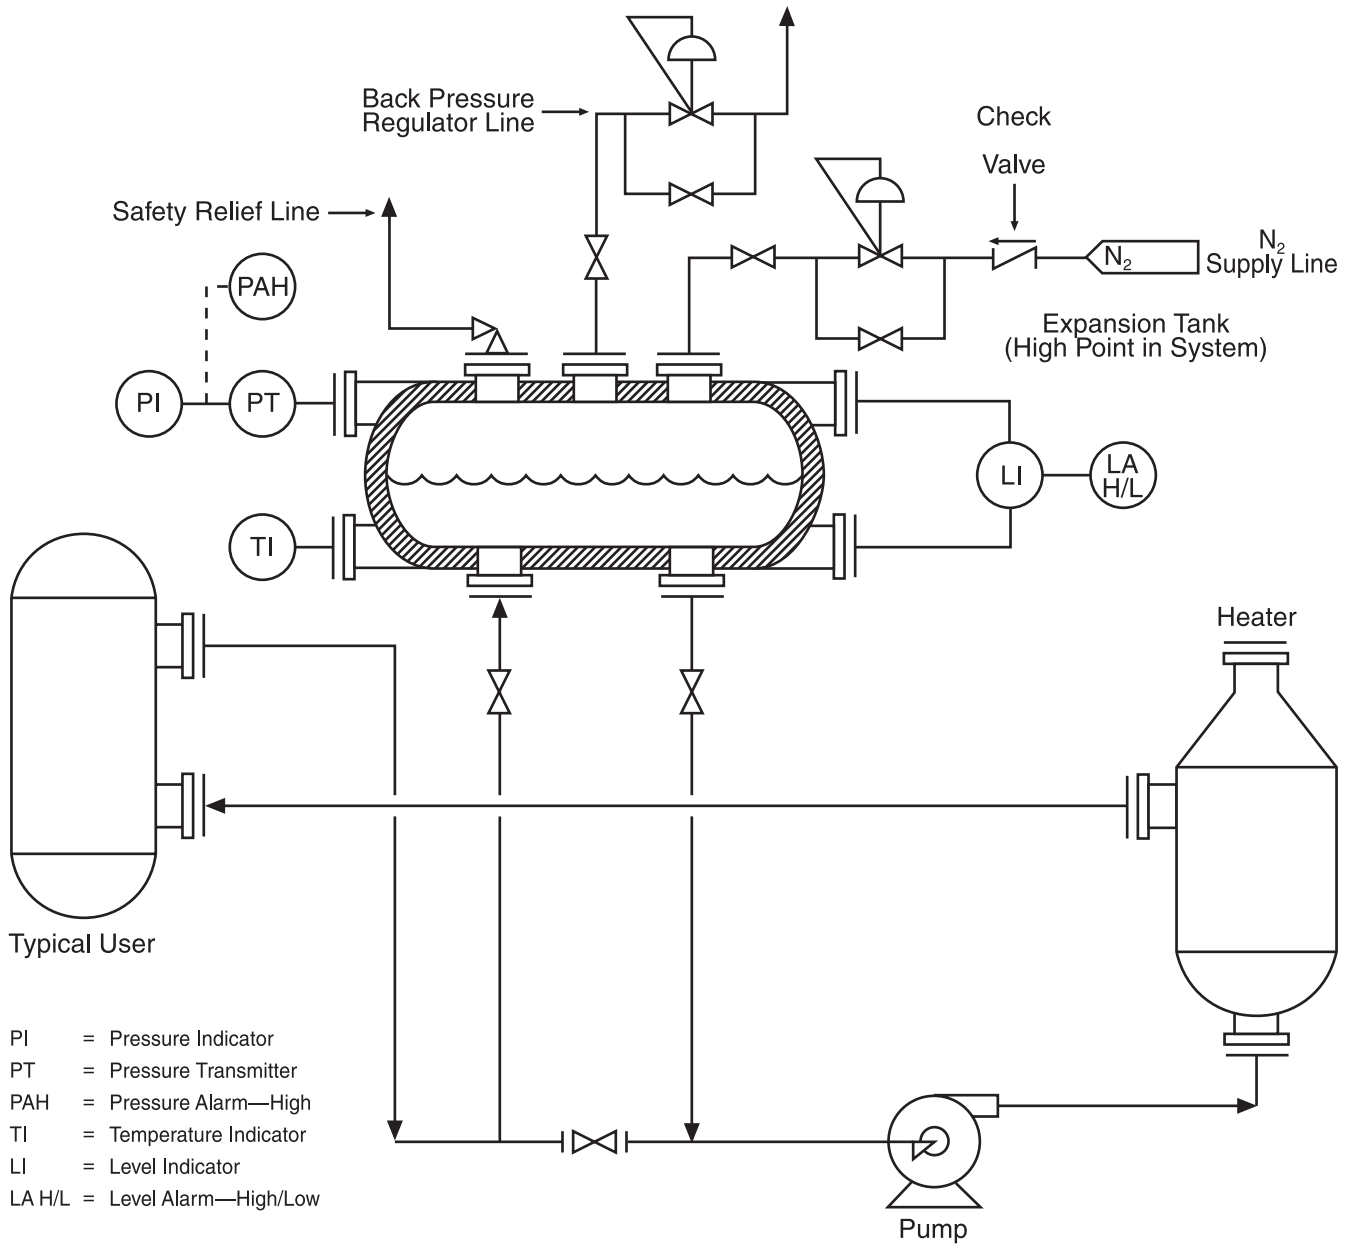 Back Pressure
Regulator Line
Check
Valve
Safety Relief Line
N2
N2
Supply Line
PAH
Expansion Tank
(High Point in System)
PI
PT
LI
LA
H/L
TI
Heater
Typical User
PI = Pressure Indicator
PT = Pressure Transmitter
PAH = Pressure Alarm—High
TI = Temperature Indicator
LI = Level Indicator
LA H/L = Level Alarm—High/Low
Pump